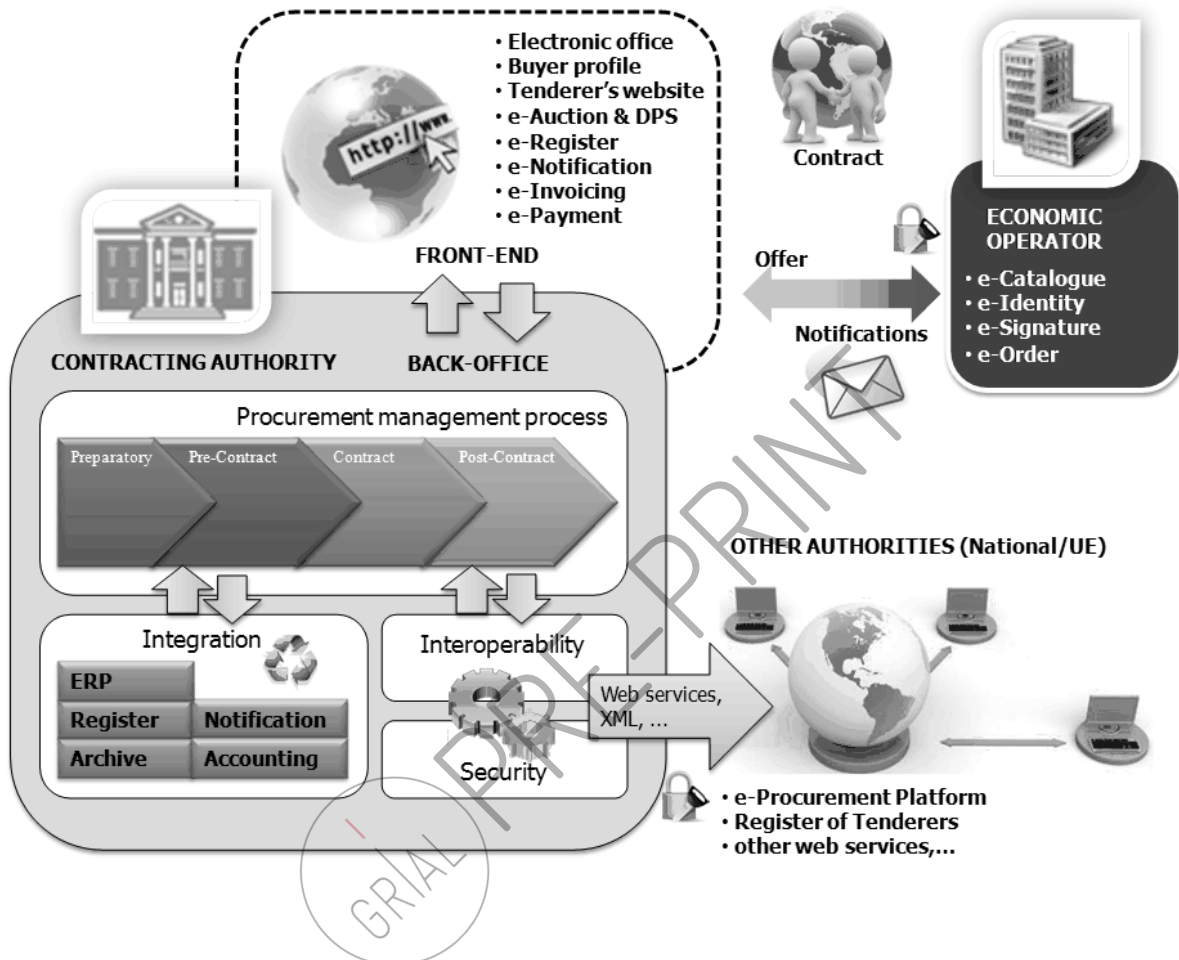 • Electronic office
• Buyer profile
• Tenderer's website
• e-Auction & DPS
• e-Register
• e-Notification
• e-Invoicing
• e-Payment
http://www.
FRONT-END
Contract
ECONOMIC
OPERATOR
• e-Catalogue
• e-Identity
• e-Signature
• e-Order
Offer
Notifications
CONTRACTING AUTHORITY
BACK-OFFICE
Procurement management process
Preparatory
Pre-Contract
Contract
Post-Contract
Integration
ERP
Register
Notification
Archive
Accounting
Interoperability
Security
Web services,
XML, ...
OTHER AUTHORITIES (National/UE)
• e-Procurement Platform
• Register of Tenderers
• other web services,...
GRIAL
PRE-PRINT